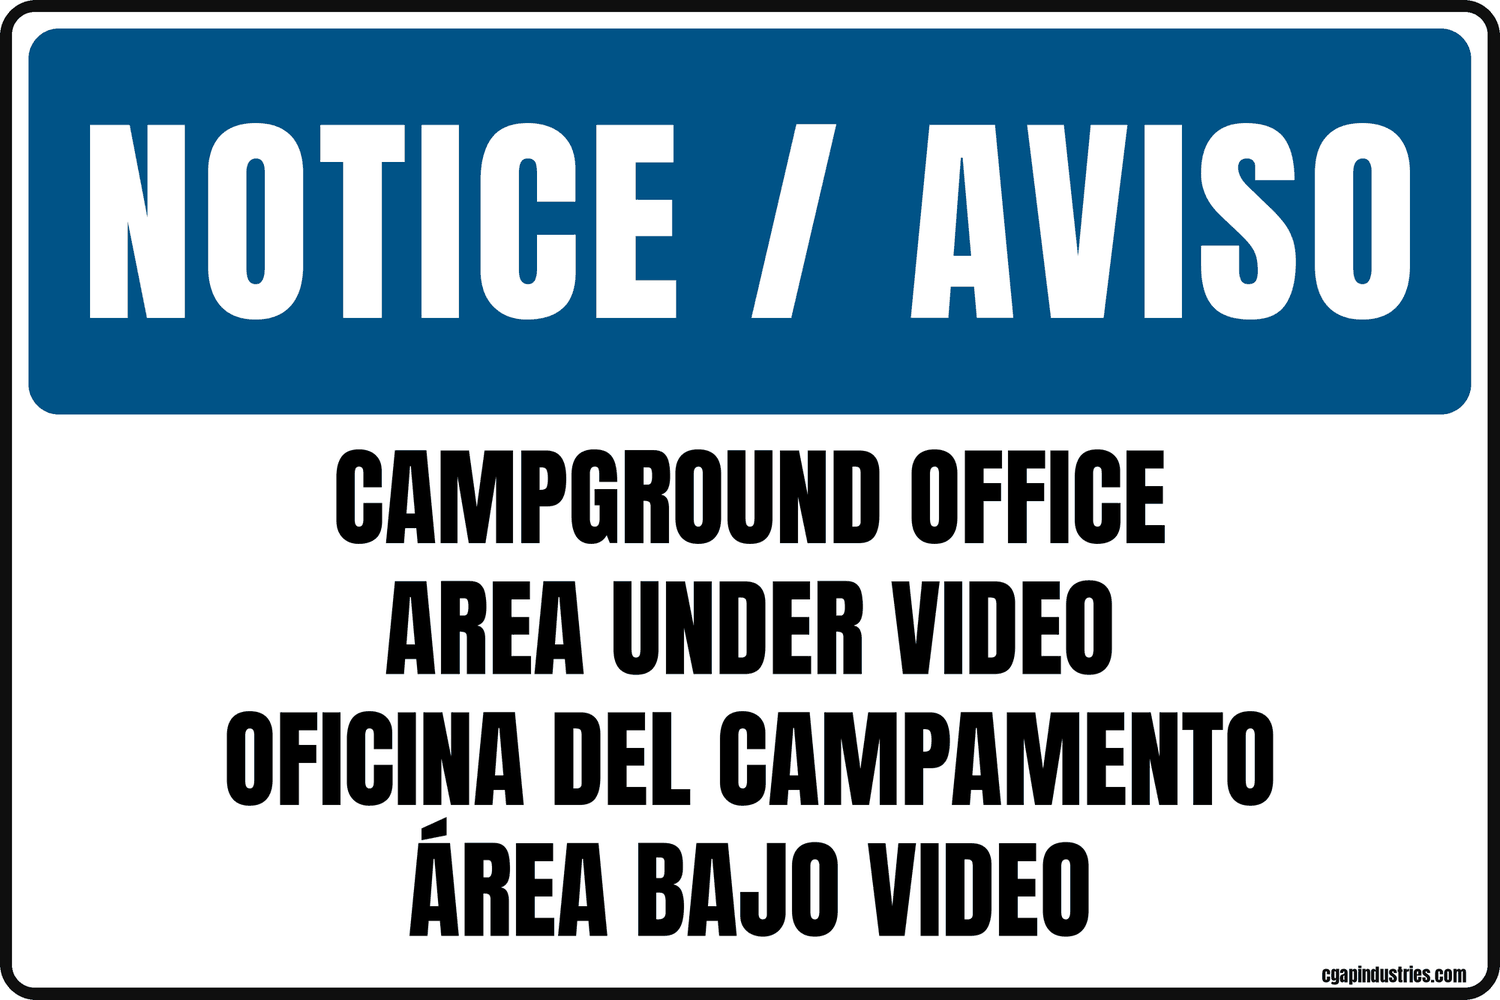 NOTICE / AVISO
CAMPGROUND OFFICE
AREA UNDER VIDEO
OFICINA DEL CAMPAMENTO
ÁREA BAJO VIDEO
cgapindustries.com